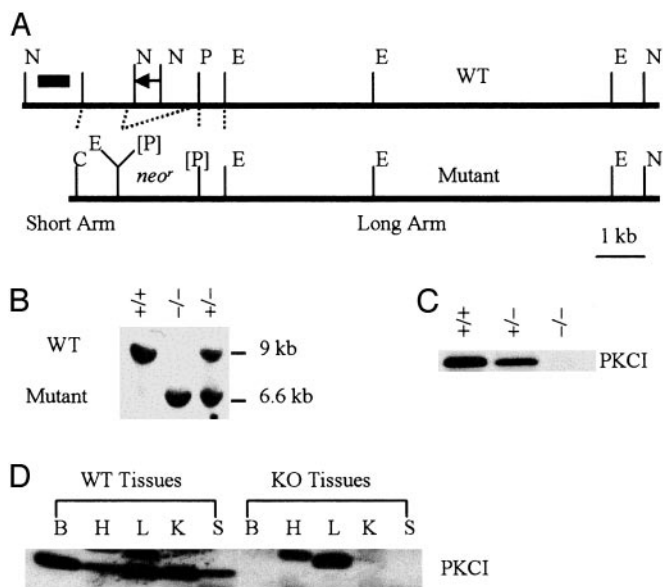 A
N N N P E E E N
WT
C E [P] neoʳ [P] E E E N
Mutant
Short Arm Long Arm
1 kb
B
+/+ -/- +/-
WT 9 kb
Mutant 6.6 kb
C
+/+ +/- -/-
PKCI
D
WT Tissues KO Tissues
B H L K S B H L K S
PKCI